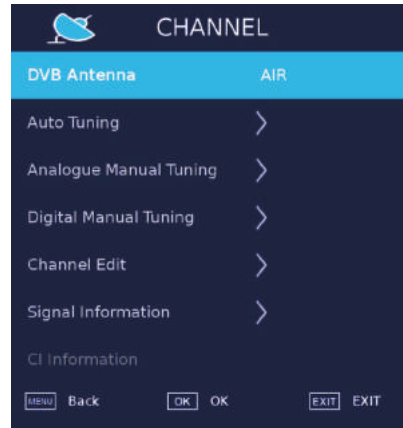 CHANNEL
DVB Antenna AIR
Auto Tuning
Analogue Manual Tuning
Digital Manual Tuning
Channel Edit
Signal Information
CI Information
MENU Back OK OK EXIT EXIT